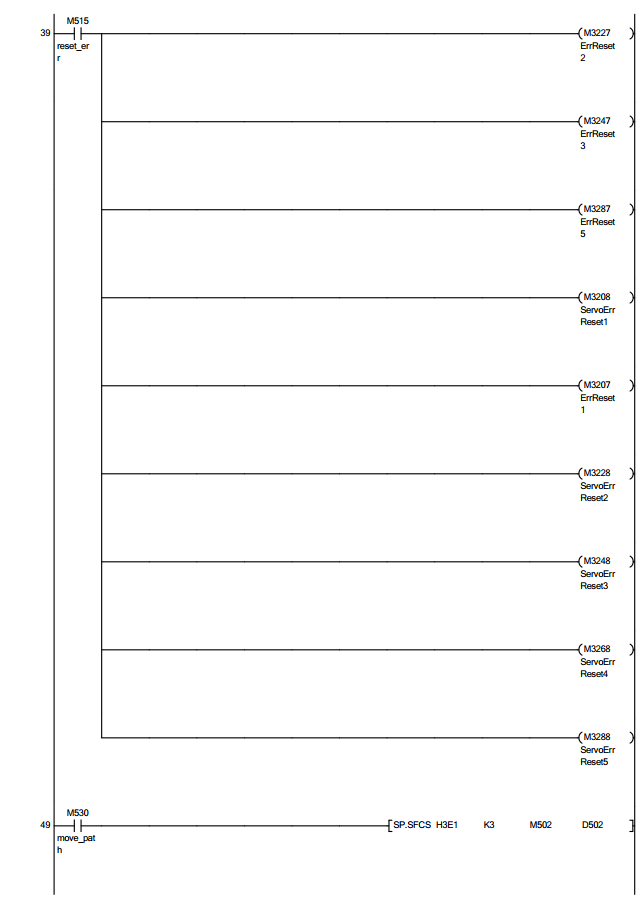 M515
39 ( M3227 )
reset_er ErrReset
r 2
( M3247 )
ErrReset
3
( M3287 )
ErrReset
5
( M3208 )
ServoErr
Reset1
( M3207 )
ErrReset
1
( M3228 )
ServoErr
Reset2
( M3248 )
ServoErr
Reset3
( M3268 )
ServoErr
Reset4
( M3288 )
ServoErr
Reset5
M530
49 [ SP.SFCS H3E1 K3 M502 D502 ]
move_pat
h